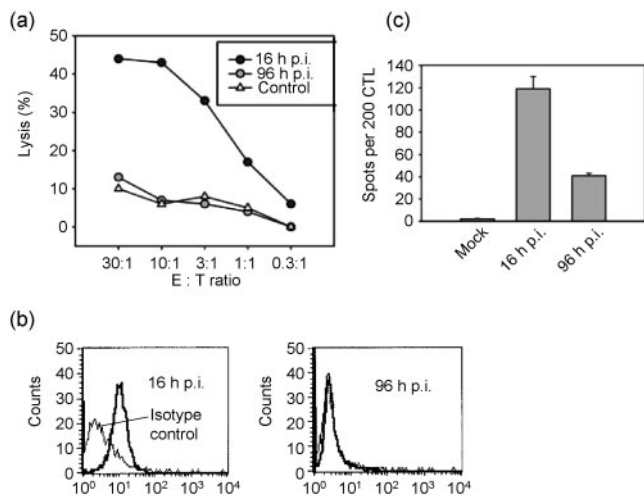 (a)
50
40
30
20
10
0
Lysis (%)
16 h p.i.
96 h p.i.
Control
30:1 10:1 3:1 1:1 0.3:1
E : T ratio
(c)
140
120
100
80
60
40
20
0
Spots per 200 CTL
Mock
16 h p.i.
96 h p.i.
(b)
50
40
30
20
10
0
Counts
16 h p.i.
Isotype
control
10⁰ 10¹ 10² 10³ 10⁴
50
40
30
20
10
0
Counts
96 h p.i.
10⁰ 10¹ 10² 10³ 10⁴